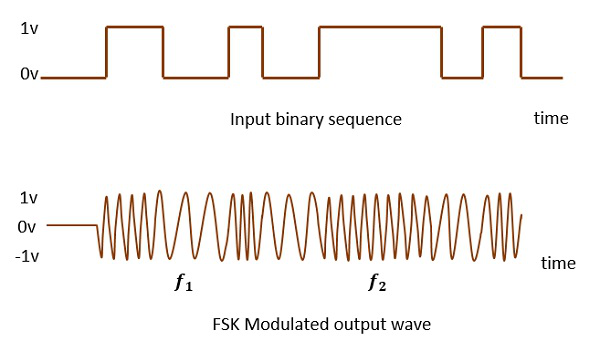 1v
0v
Input binary sequence
time
1v
0v
-1v
time
f1
f2
FSK Modulated output wave